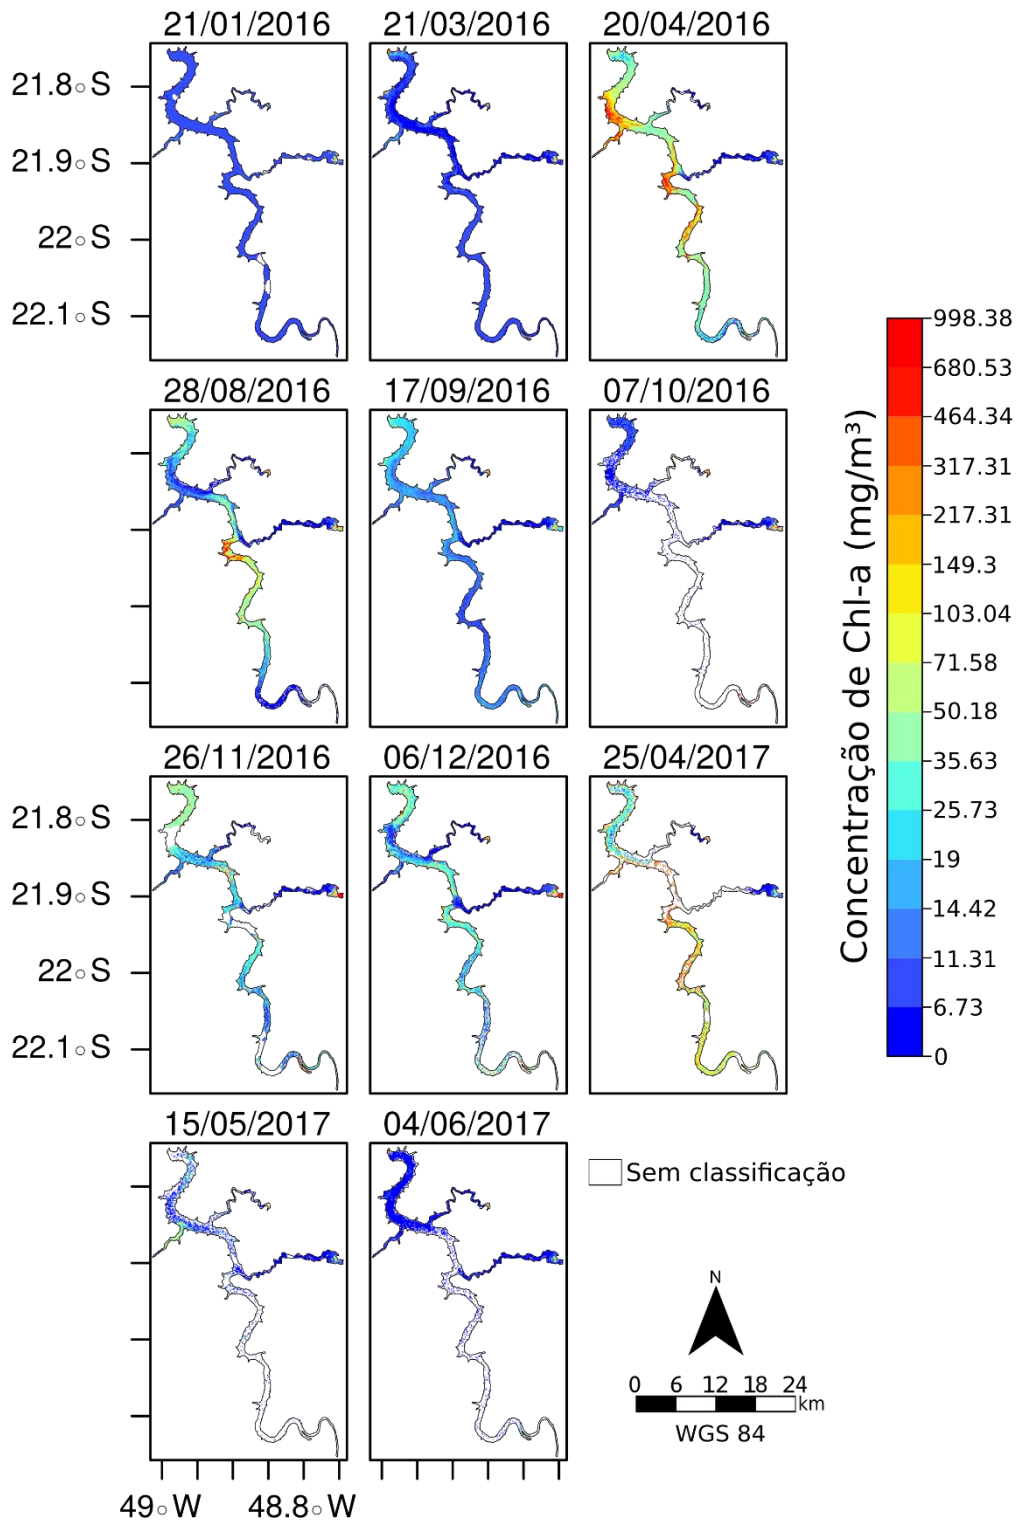 21/01/2016
21/03/2016
20/04/2016
21.8○S
21.9○S
22○S
22.1○S
28/08/2016
17/09/2016
07/10/2016
26/11/2016
06/12/2016
25/04/2017
21.8○S
21.9○S
22○S
22.1○S
15/05/2017
04/06/2017
49○W
48.8○W
Concentração de Chl-a (mg/m³)
998.38
680.53
464.34
317.31
217.31
149.3
103.04
71.58
50.18
35.63
25.73
19
14.42
11.31
6.73
0
Sem classificação
N
0 6 12 18 24
km
WGS 84